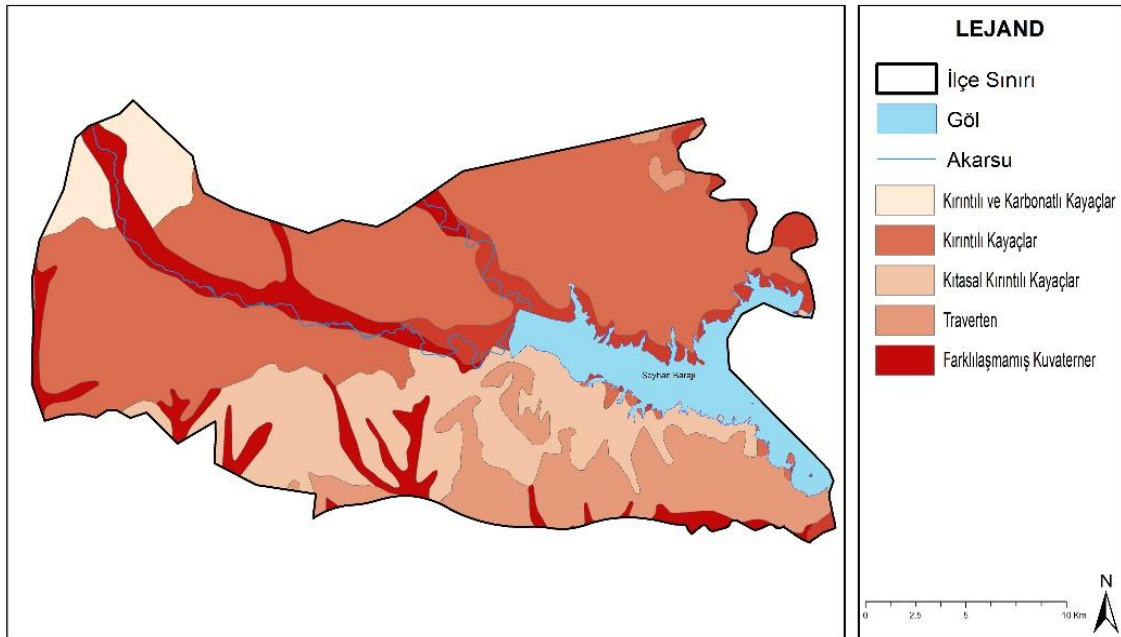 LEJAND
İlçe Sınırı
Göl
Akarsu
Kırıntılı ve Karbonatlı Kayaçlar
Kırıntılı Kayaçlar
Kıtasal Kırıntılı Kayaçlar
Traverten
Farklılaşmamış Kuvaterner
Seyhan Barajı
N
0 2.5 5 10 Km